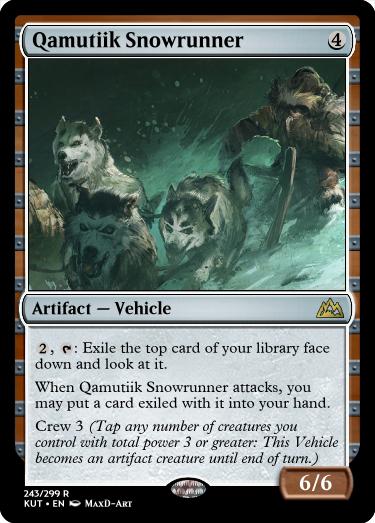 Qamutiik Snowrunner 4
Artifact — Vehicle
2, T: Exile the top card of your library face
down and look at it.
When Qamutiik Snowrunner attacks, you
may put a card exiled with it into your hand.
Crew 3 (Tap any number of creatures you
control with total power 3 or greater: This Vehicle
becomes an artifact creature until end of turn.)
6/6
243/299 R
KUT • EN MaxD-Art